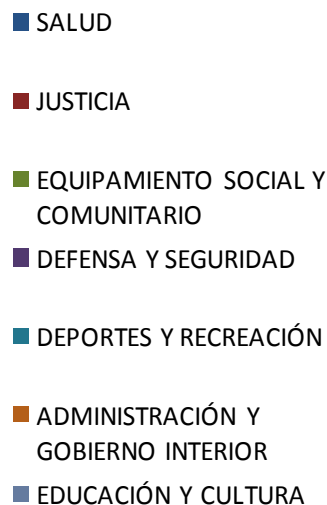 SALUD
JUSTICIA
EQUIPAMIENTO SOCIAL Y
COMUNITARIO
DEFENSA Y SEGURIDAD
DEPORTES Y RECREACIÓN
ADMINISTRACIÓN Y
GOBIERNO INTERIOR
EDUCACIÓN Y CULTURA